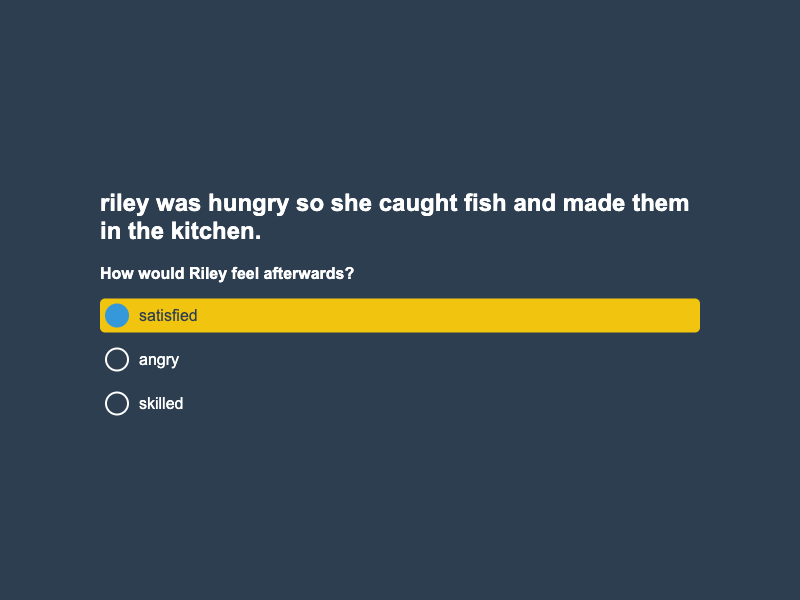 riley was hungry so she caught fish and made them
in the kitchen.
How would Riley feel afterwards?
satisfied
angry
skilled